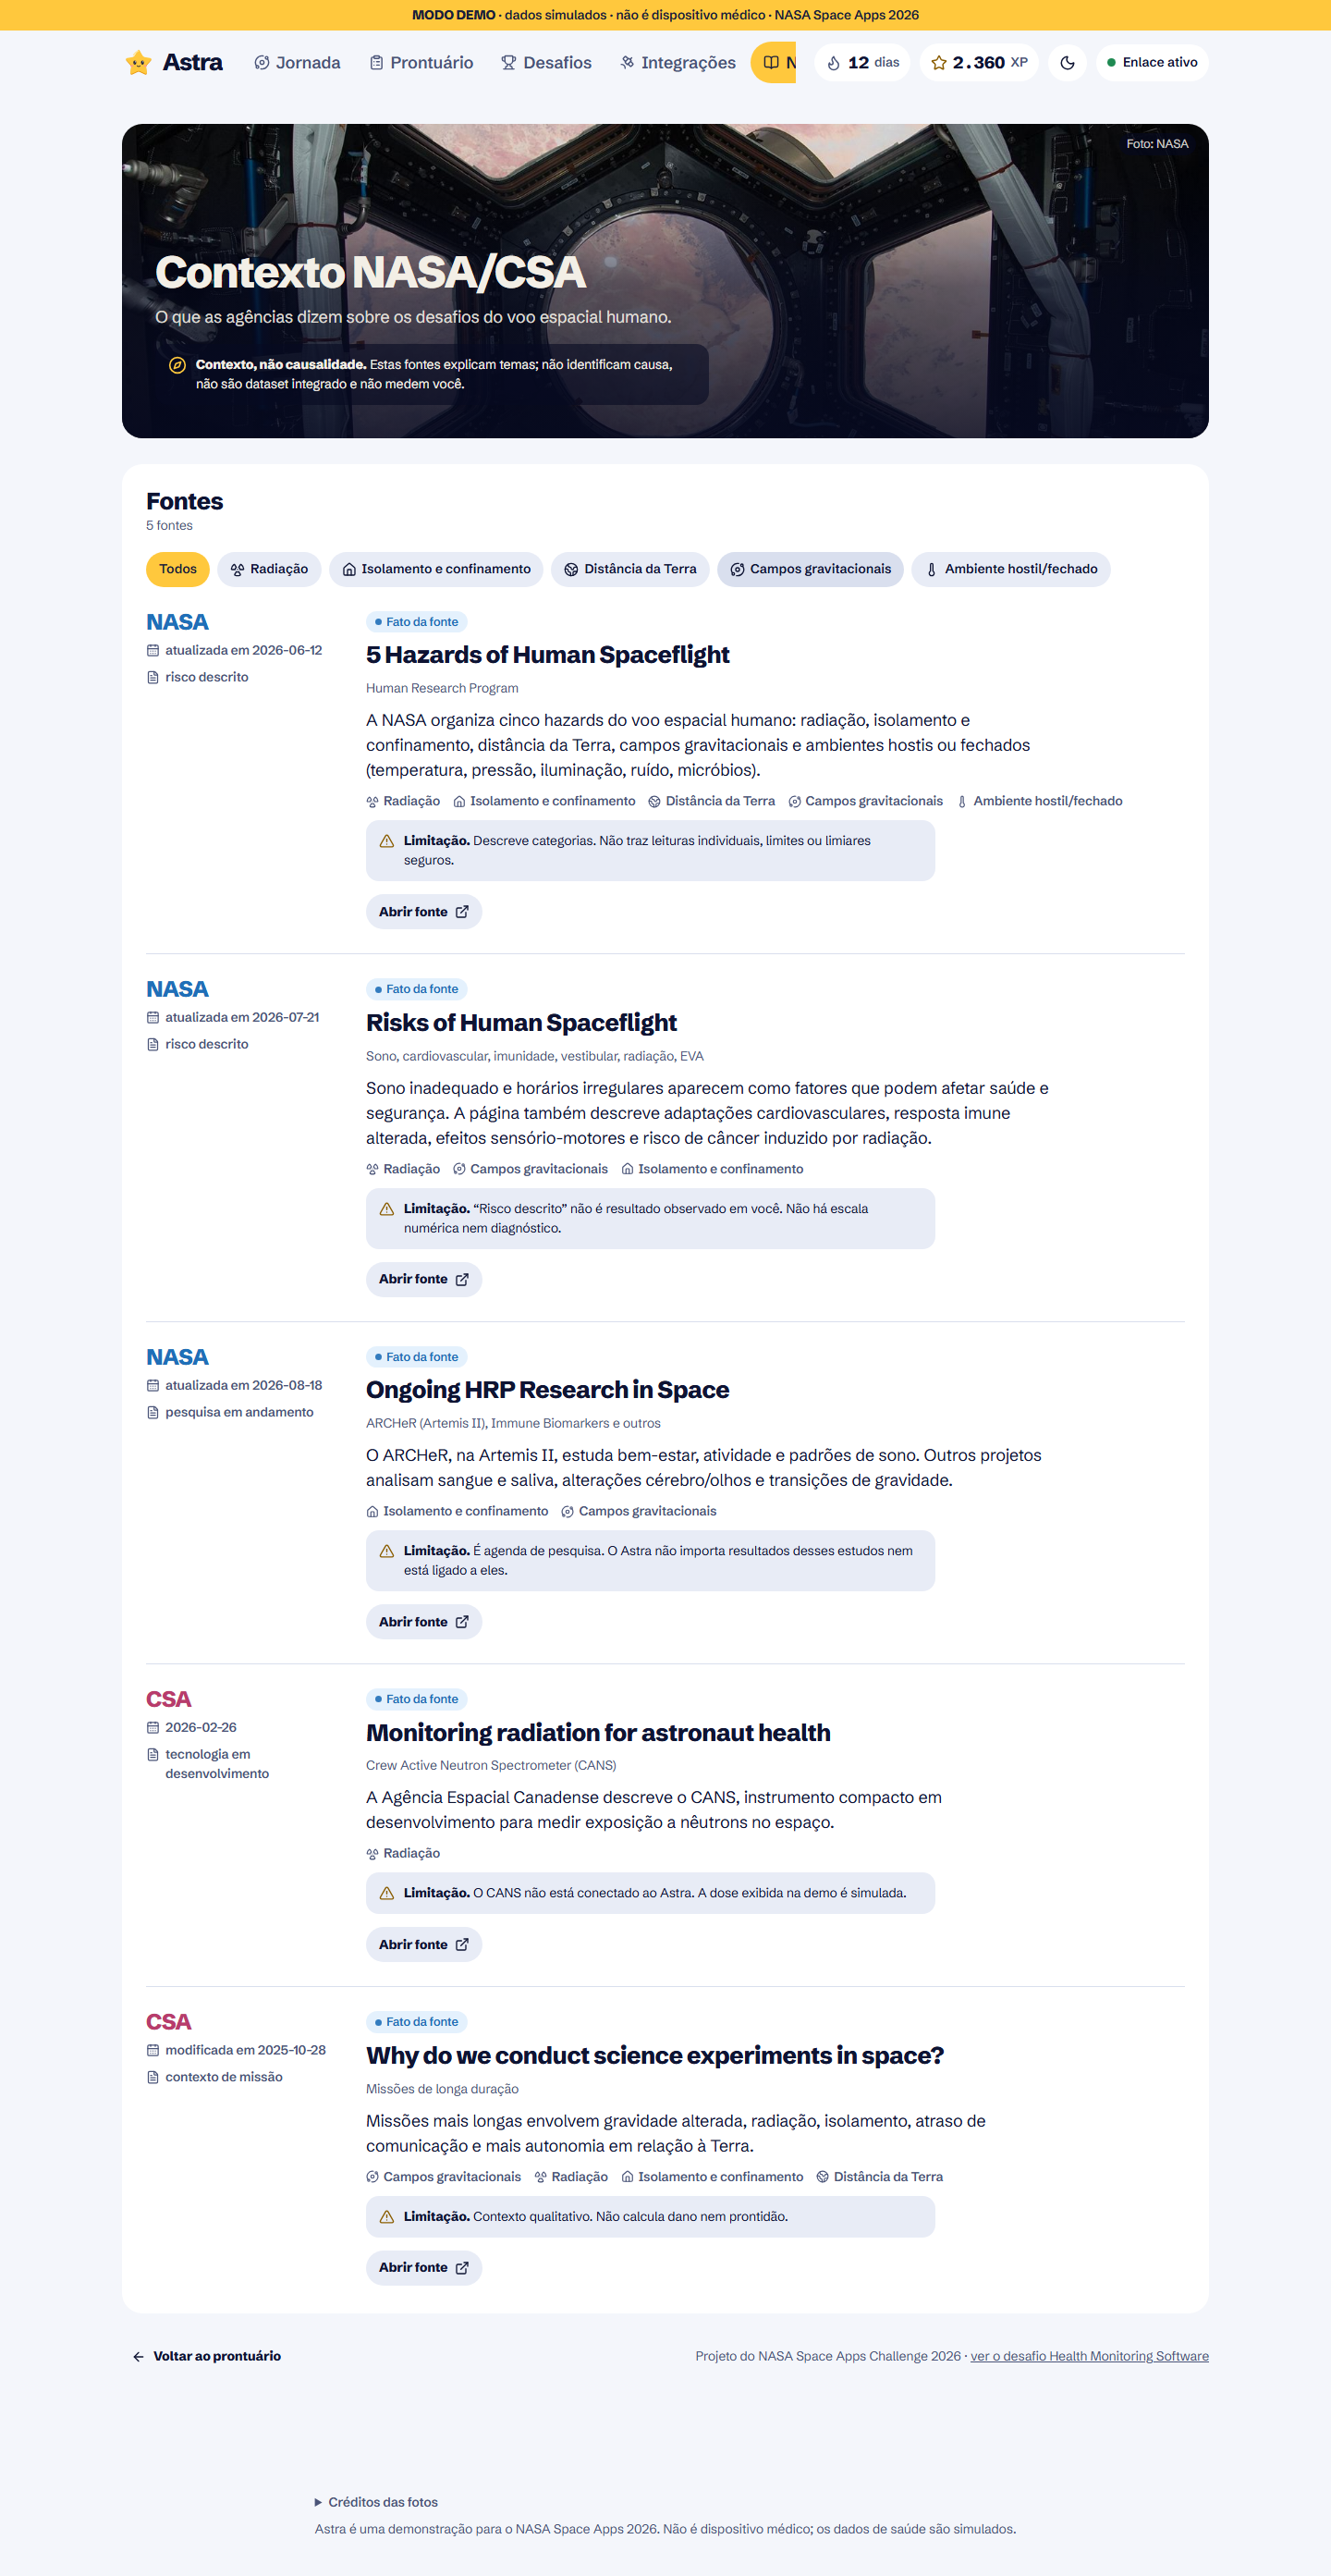 MODO DEMO · dados simulados · não é dispositivo médico · NASA Space Apps 2026
Astra
Jornada
Prontuário
Desafios
Integrações
N
12 dias
2.360 XP
Enlace ativo
Foto: NASA
Contexto NASA/CSA
O que as agências dizem sobre os desafios do voo espacial humano.
Contexto, não causalidade. Estas fontes explicam temas; não identificam causa,
não são dataset integrado e não medem você.
Fontes
5 fontes
Todos
Radiação
Isolamento e confinamento
Distância da Terra
Campos gravitacionais
Ambiente hostil/fechado
NASA
atualizada em 2026-06-12
risco descrito
Fato da fonte
5 Hazards of Human Spaceflight
Human Research Program
A NASA organiza cinco hazards do voo espacial humano: radiação, isolamento e
confinamento, distância da Terra, campos gravitacionais e ambientes hostis ou fechados
(temperatura, pressão, iluminação, ruído, micróbios).
Radiação Isolamento e confinamento Distância da Terra Campos gravitacionais Ambiente hostil/fechado
Limitação. Descreve categorias. Não traz leituras individuais, limites ou limiares
seguros.
Abrir fonte
NASA
atualizada em 2026-07-21
risco descrito
Fato da fonte
Risks of Human Spaceflight
Sono, cardiovascular, imunidade, vestibular, radiação, EVA
Sono inadequado e horários irregulares aparecem como fatores que podem afetar saúde e
segurança. A página também descreve adaptações cardiovasculares, resposta imune
alterada, efeitos sensório-motores e risco de câncer induzido por radiação.
Radiação Campos gravitacionais Isolamento e confinamento
Limitação. “Risco descrito” não é resultado observado em você. Não há escala
numérica nem diagnóstico.
Abrir fonte
NASA
atualizada em 2026-08-18
pesquisa em andamento
Fato da fonte
Ongoing HRP Research in Space
ARCHeR (Artemis II), Immune Biomarkers e outros
O ARCHeR, na Artemis II, estuda bem-estar, atividade e padrões de sono. Outros projetos
analisam sangue e saliva, alterações cérebro/olhos e transições de gravidade.
Isolamento e confinamento Campos gravitacionais
Limitação. É agenda de pesquisa. O Astra não importa resultados desses estudos nem
está ligado a eles.
Abrir fonte
CSA
2026-02-26
tecnologia em
desenvolvimento
Fato da fonte
Monitoring radiation for astronaut health
Crew Active Neutron Spectrometer (CANS)
A Agência Espacial Canadense descreve o CANS, instrumento compacto em
desenvolvimento para medir exposição a nêutrons no espaço.
Radiação
Limitação. O CANS não está conectado ao Astra. A dose exibida na demo é simulada.
Abrir fonte
CSA
modificada em 2025-10-28
contexto de missão
Fato da fonte
Why do we conduct science experiments in space?
Missões de longa duração
Missões mais longas envolvem gravidade alterada, radiação, isolamento, atraso de
comunicação e mais autonomia em relação à Terra.
Campos gravitacionais Radiação Isolamento e confinamento Distância da Terra
Limitação. Contexto qualitativo. Não calcula dano nem prontidão.
Abrir fonte
Voltar ao prontuário
Projeto do NASA Space Apps Challenge 2026 · ver o desafio Health Monitoring Software
Créditos das fotos
Astra é uma demonstração para o NASA Space Apps 2026. Não é dispositivo médico; os dados de saúde são simulados.